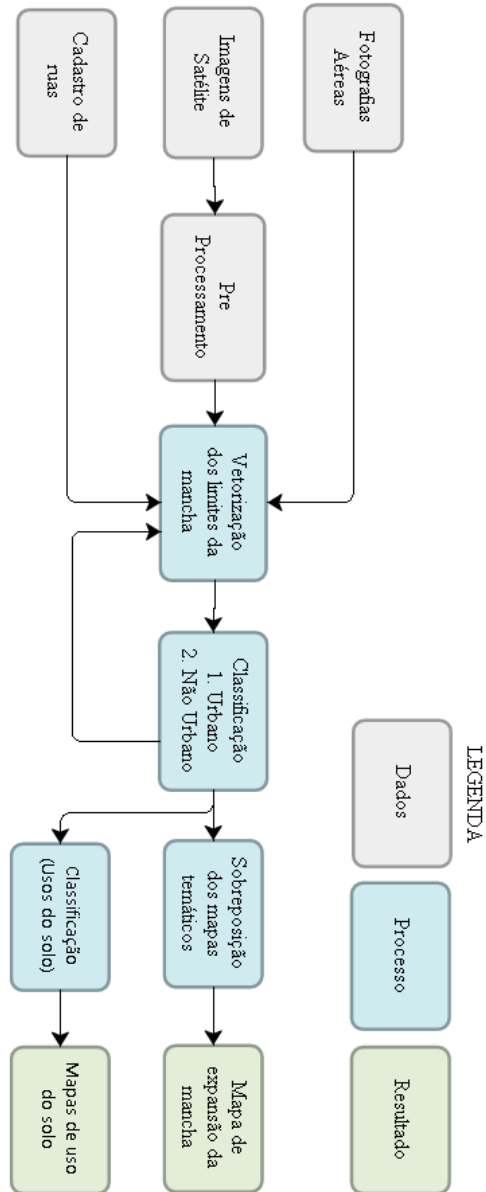 Fotografias
Aéreas
Imagens de
Satélite
Cadastro de
ruas
Pre
Processamento
Vetorização
dos limites da
mancha
Classificação
1. Urbano
2. Não Urbano
Sobreposição
dos mapas
temáticos
Mapa de
expansão da
mancha
Classificação
(Usos do solo)
Mapas de uso
do solo
LEGENDA
Dados
Processo
Resultado